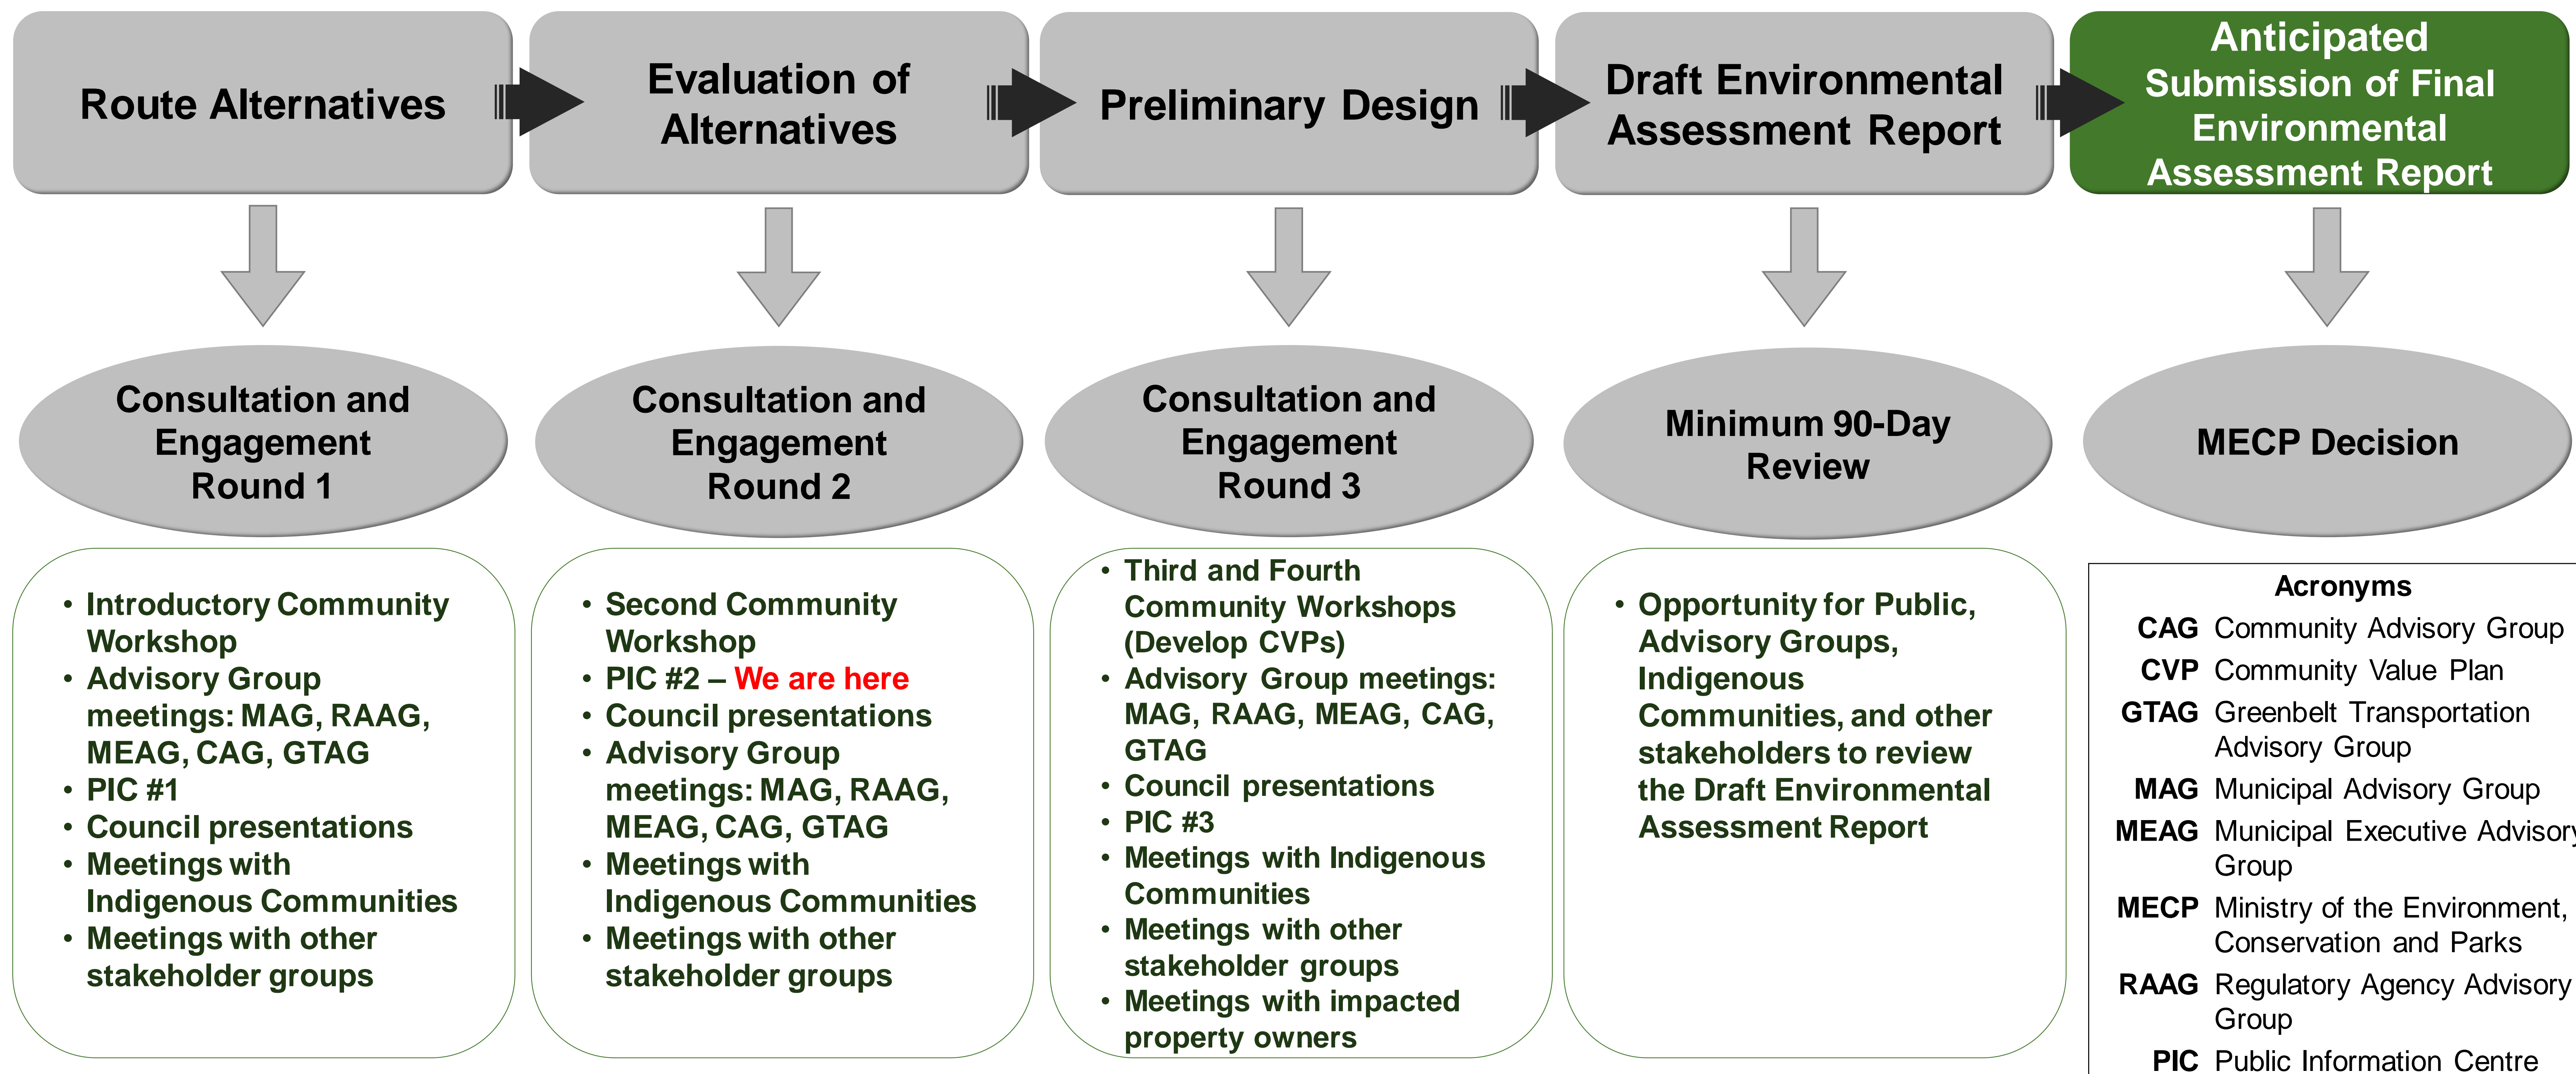 Route Alternatives
Evaluation of
Alternatives
Preliminary Design
Draft Environmental
Assessment Report
Anticipated
Submission of Final
Environmental
Assessment Report
Consultation and
Engagement
Round 1
Consultation and
Engagement
Round 2
Consultation and
Engagement
Round 3
Minimum 90-Day
Review
MECP Decision
• Introductory Community
Workshop
• Advisory Group
meetings: MAG, RAAG,
MEAG, CAG, GTAG
• PIC #1
• Council presentations
• Meetings with
Indigenous Communities
• Meetings with other
stakeholder groups
• Second Community
Workshop
• PIC #2 – We are here
• Council presentations
• Advisory Group
meetings: MAG, RAAG,
MEAG, CAG, GTAG
• Meetings with
Indigenous Communities
• Meetings with other
stakeholder groups
• Third and Fourth
Community Workshops
(Develop CVPs)
• Advisory Group meetings:
MAG, RAAG, MEAG, CAG,
GTAG
• Council presentations
• PIC #3
• Meetings with Indigenous
Communities
• Meetings with other
stakeholder groups
• Meetings with impacted
property owners
• Opportunity for Public,
Advisory Groups,
Indigenous
Communities, and other
stakeholders to review
the Draft Environmental
Assessment Report
Acronyms
CAG Community Advisory Group
CVP Community Value Plan
GTAG Greenbelt Transportation
Advisory Group
MAG Municipal Advisory Group
MEAG Municipal Executive Advisory
Group
MECP Ministry of the Environment,
Conservation and Parks
RAAG Regulatory Agency Advisory
Group
PIC Public Information Centre